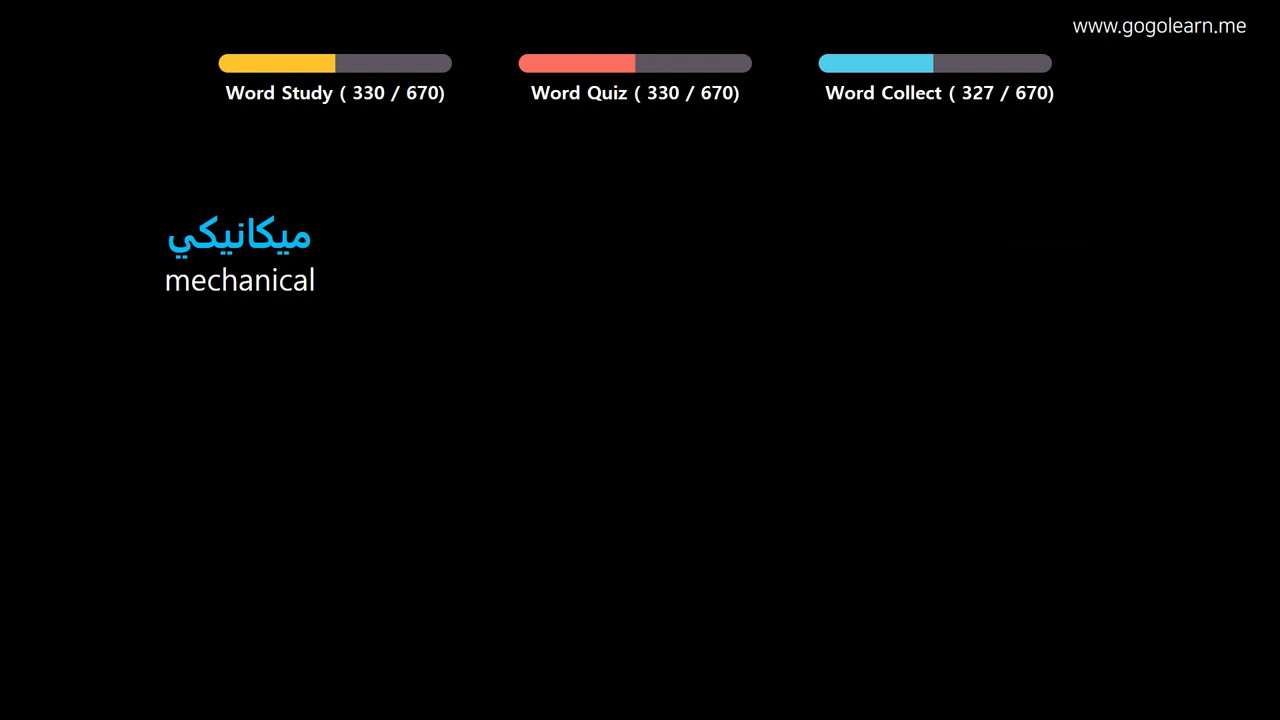 www.gogolearn.me
Word Study ( 330 / 670)
Word Quiz ( 330 / 670)
Word Collect ( 327 / 670)
ميكانيكي
mechanical